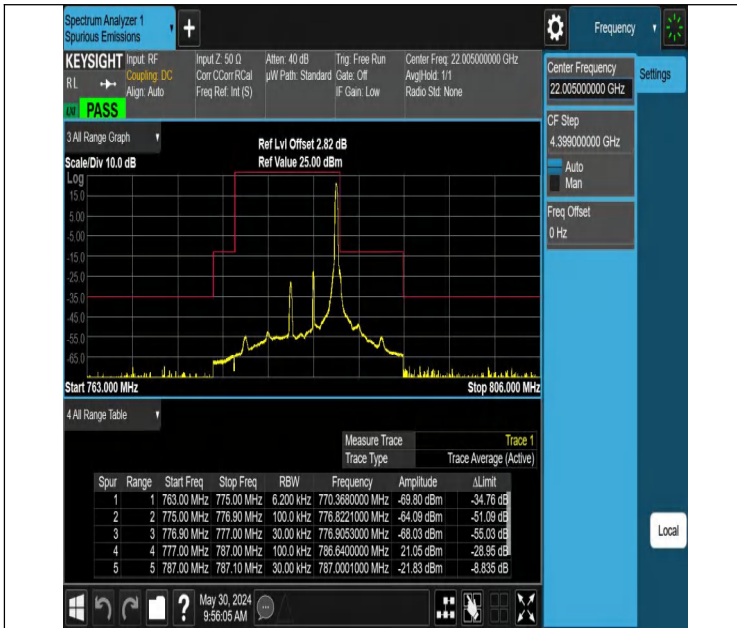 Spectrum Analyzer 1
Spurious Emissions
+
Frequency
KEYSIGHT Input: RF Input Z: 50 Ω Atten: 40 dB Trig: Free Run Center Freq: 22.005000000 GHz
RL Coupling: DC Corr CCorr RCal µW Path: Standard Gate: Off Avg|Hold: 1/1
Align: Auto Freq Ref: Int (S) IF Gain: Low Radio Std: None
PASS
Center Frequency
22.005000000 GHz
Settings
CF Step
4.399000000 GHz
Auto
Man
Freq Offset
0 Hz
3 All Range Graph
Ref Lvl Offset 2.82 dB
Scale/Div 10.0 dB Ref Value 25.00 dBm
Log
15.0
5.00
-5.00
-15.0
-25.0
-35.0
-45.0
-55.0
-65.0
Start 763.000 MHz Stop 806.000 MHz
4 All Range Table
Measure Trace Trace 1
Trace Type Trace Average (Active)
Spur Range Start Freq Stop Freq RBW Frequency Amplitude ΔLimit
1 1 763.00 MHz 775.00 MHz 6.200 kHz 770.3680000 MHz -69.80 dBm -34.76 dB
2 2 775.00 MHz 776.90 MHz 100.0 kHz 776.8221000 MHz -64.09 dBm -51.09 dB
3 3 776.90 MHz 777.00 MHz 30.00 kHz 776.9053000 MHz -68.03 dBm -55.03 dB
4 4 777.00 MHz 787.00 MHz 100.0 kHz 786.6400000 MHz 21.05 dBm -28.95 dB
5 5 787.00 MHz 787.10 MHz 30.00 kHz 787.0001000 MHz -21.83 dBm -8.835 dB
Local
?
May 30, 2024
9:56:05 AM